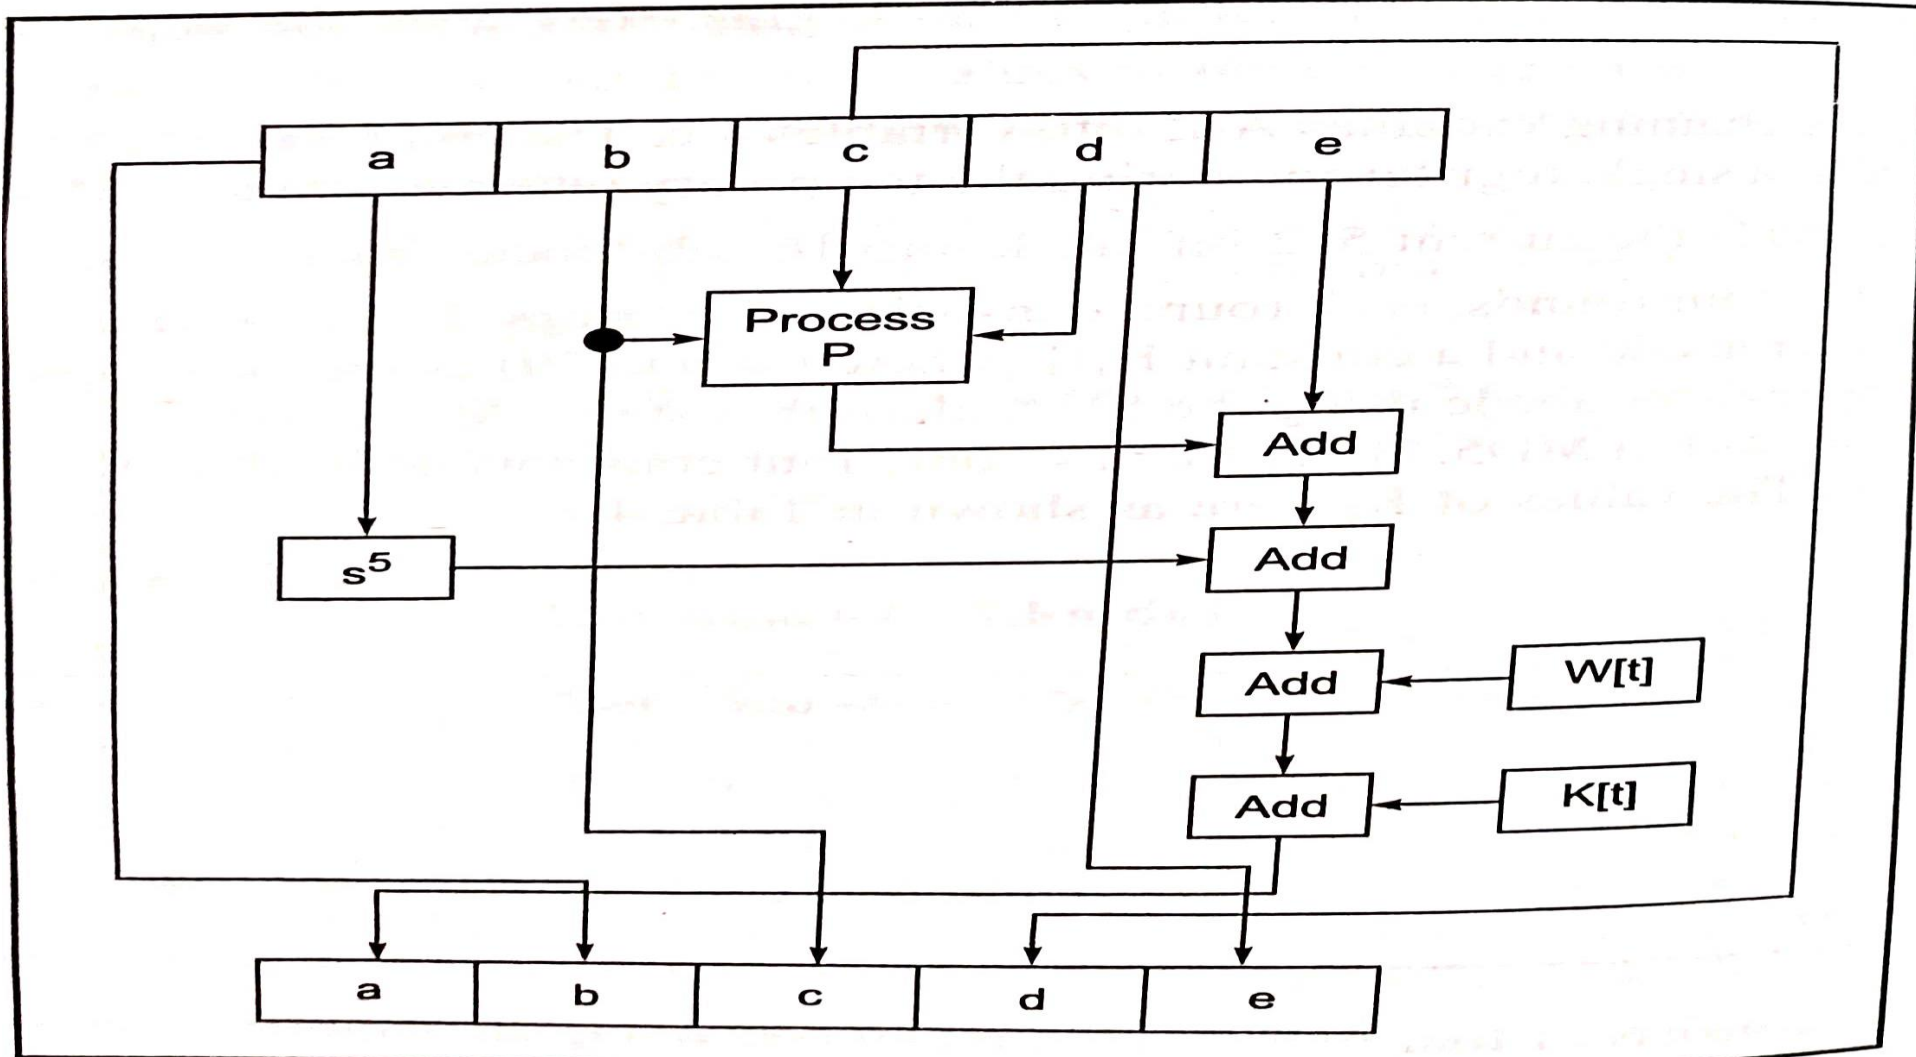 a b c d e
Process
P
Add
s⁵
Add
Add
W[t]
Add
K[t]
a b c d e